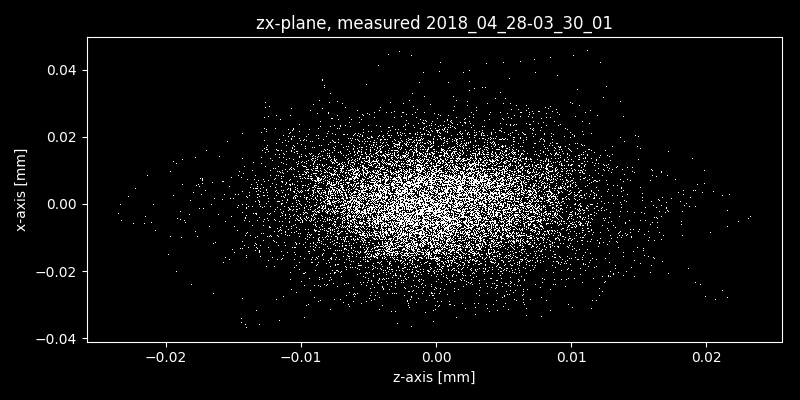 zx-plane, measured 2018_04_28-03_30_01
0.04
0.02
0.00
−0.02
−0.04
x-axis [mm]
−0.02 −0.01 0.00 0.01 0.02
z-axis [mm]